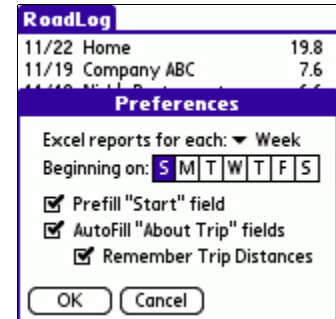 RoadLog
11/22 Home 19.8
11/19 Company ABC 7.6
Preferences
Excel reports for each: Week
Beginning on: S M T W T F S
Prefill "Start" field
AutoFill "About Trip" fields
Remember Trip Distances
OK Cancel